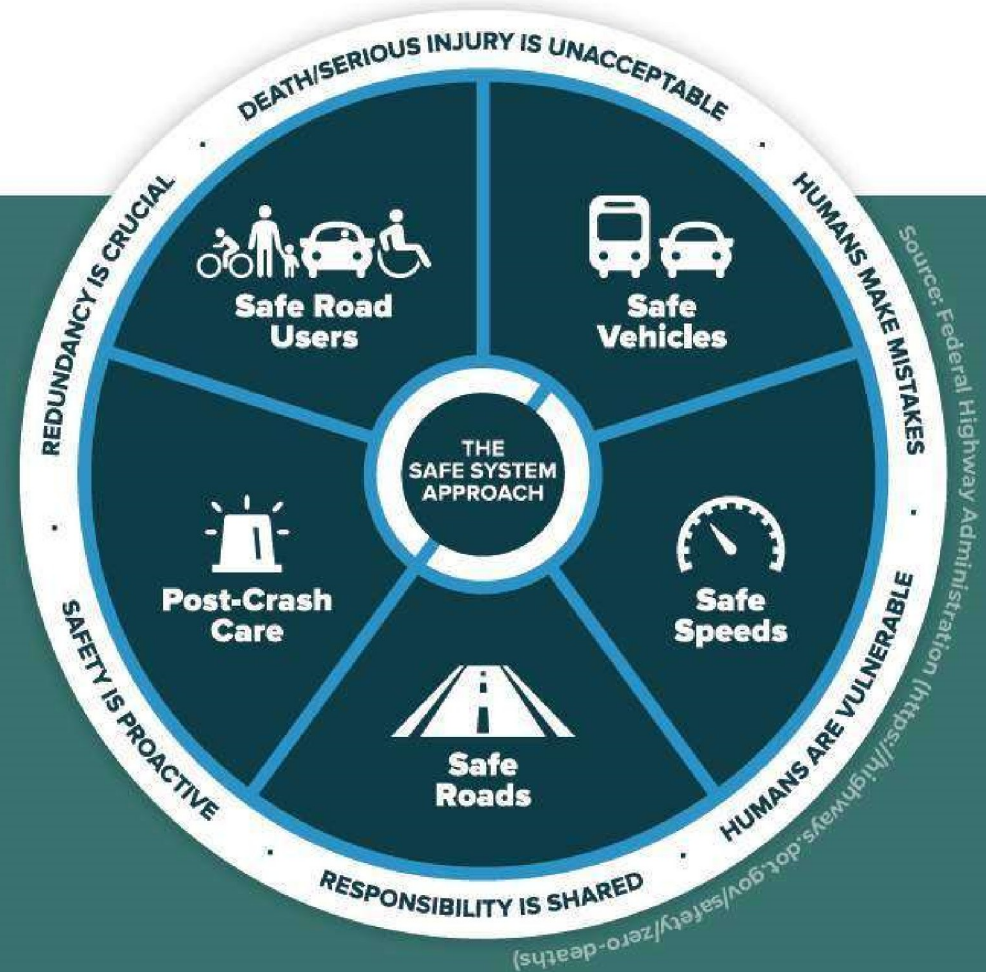 DEATH/SERIOUS INJURY IS UNACCEPTABLE
HUMANS MAKE MISTAKES
HUMANS ARE VULNERABLE
RESPONSIBILITY IS SHARED
SAFETY IS PROACTIVE
REDUNDANCY IS CRUCIAL
Safe Road
Users
Safe
Vehicles
THE
SAFE SYSTEM
APPROACH
Post-Crash
Care
Safe
Speeds
Safe
Roads
Source: Federal Highway Administration (https://highways.dot.gov/safety/zero-deaths)